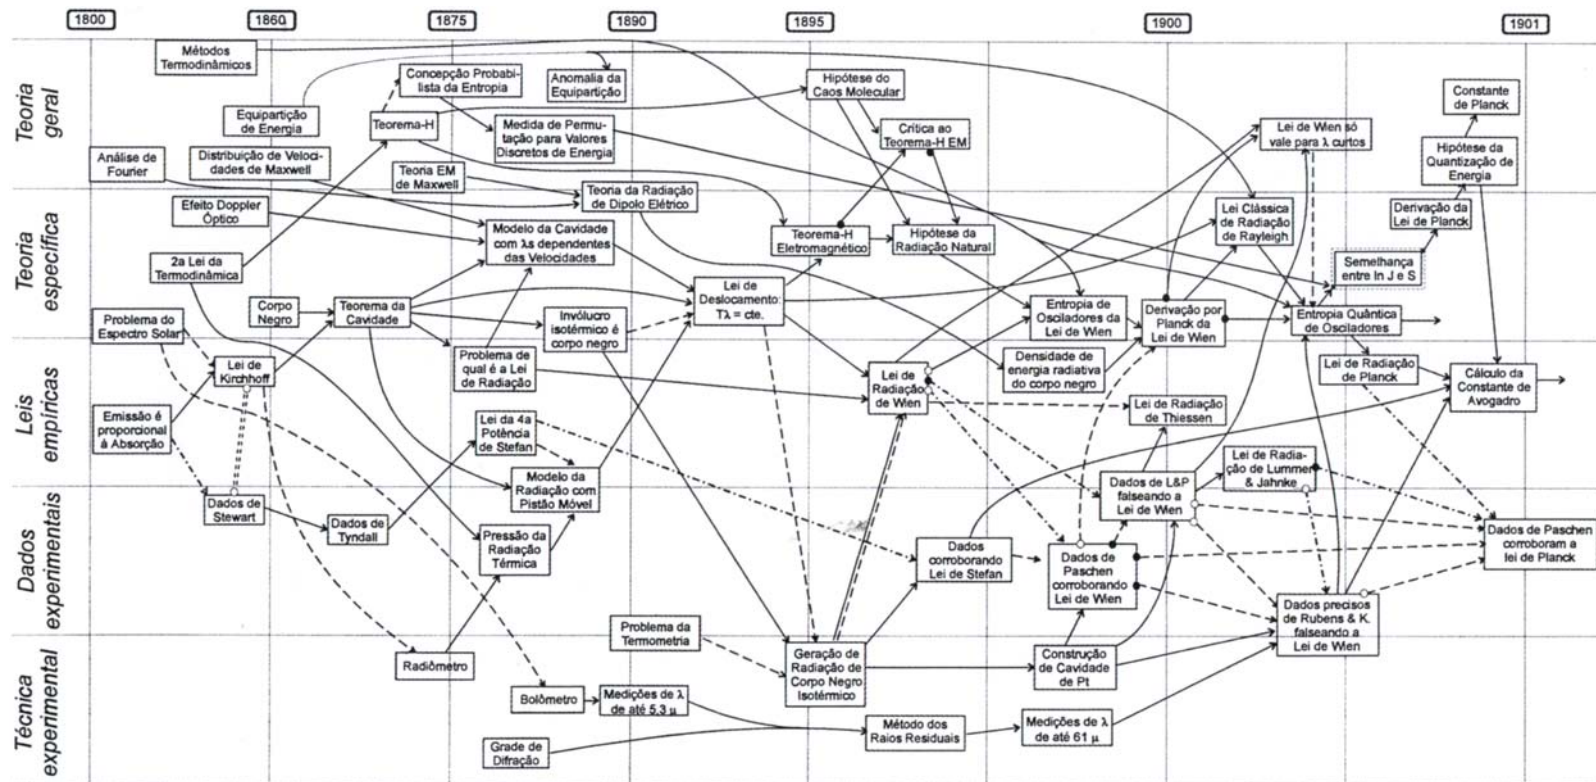 1800
1860
1875
1890
1895
1900
1901
Teoria
geral
Métodos
Termodinâmicos
Concepção Probabi-
lista da Entropia
Anomalia da
Equipartição
Hipótese do
Caos Molecular
Constante
de Planck
Equipartição
de Energia
Teorema-H
Medida de Permu-
tação para Valores
Discretos de Energia
Crítica ao
Teorema-H EM
Lei de Wien só
vale para λ curtos
Hipótese da
Quantização de
Energia
Análise de
Fourier
Distribuição de Veloci-
dades de Maxwell
Teoria EM
de Maxwell
Teoria
específica
Teoria da Radiação
de Dipolo Elétrico
Efeito Doppler
Óptico
Modelo da Cavidade
com λs dependentes
das Velocidades
Teorema-H
Eletromagnético
Hipótese da
Radiação Natural
Lei Clássica
de Radiação
de Rayleigh
Derivação da
Lei de Planck
2a Lei da
Termodinâmica
Semelhança
entre ln J e S
Lei de
Deslocamento:
Tλ = cte.
Corpo
Negro
Teorema da
Cavidade
Invólucro
isotérmico é
corpo negro
Entropia de
Osciladores da
Lei de Wien
Derivação por
Planck da
Lei de Wien
Entropia Quântica
de Osciladores
Problema do
Espectro Solar
Leis
empíricas
Lei de
Kirchhoff
Problema de
qual é a Lei
de Radiação
Lei de
Radiação
de Wien
Densidade de
energia radiativa
do corpo negro
Lei de Radiação
de Planck
Cálculo da
Constante de
Avogadro
Emissão é
proporcional
à Absorção
Lei da 4a
Potência
de Stefan
Lei de Radiação
de Thiessen
Lei de Radia-
ção de Lummer
& Jahnke
Modelo da
Radiação com
Pistão Móvel
Dados de L&P
falseando a
Lei de Wien
Dados
experimentais
Dados de
Stewart
Dados de
Tyndall
Pressão da
Radiação
Térmica
Dados
corroborando
Lei de Stefan
Dados de
Paschen
corroborando
Lei de Wien
Dados de Paschen
corroboram a
lei de Planck
Dados precisos
de Rubens & K.
falseando a
Lei de Wien
Problema da
Termometria
Técnica
experimental
Radiômetro
Geração de
Radiação de
Corpo Negro
Isotérmico
Construção
de Cavidade
de Pt
Bolômetro
Medições de λ
de até 5,3 μ
Método dos
Raios Residuais
Medições de λ
de até 61 μ
Grade de
Difração